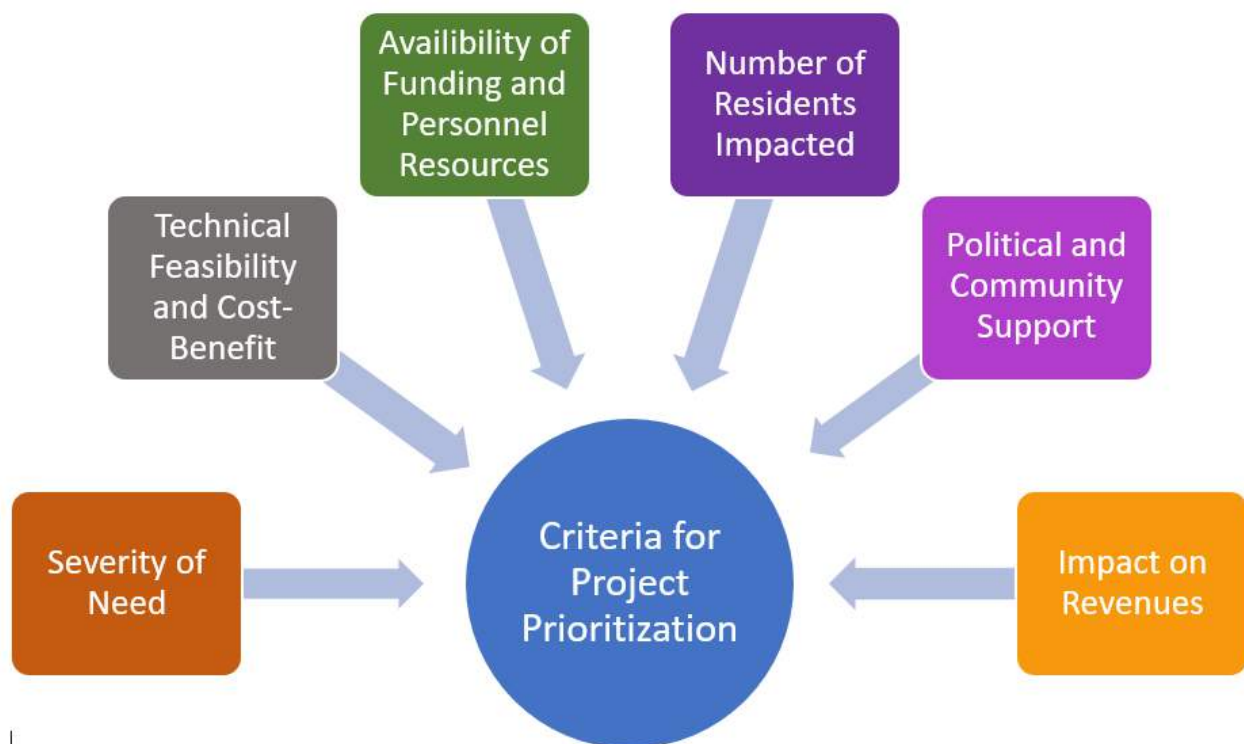 Availibility of
Funding and
Personnel
Resources
Number of
Residents
Impacted
Technical
Feasibility
and Cost-
Benefit
Political and
Community
Support
Severity of
Need
Criteria for
Project
Prioritization
Impact on
Revenues